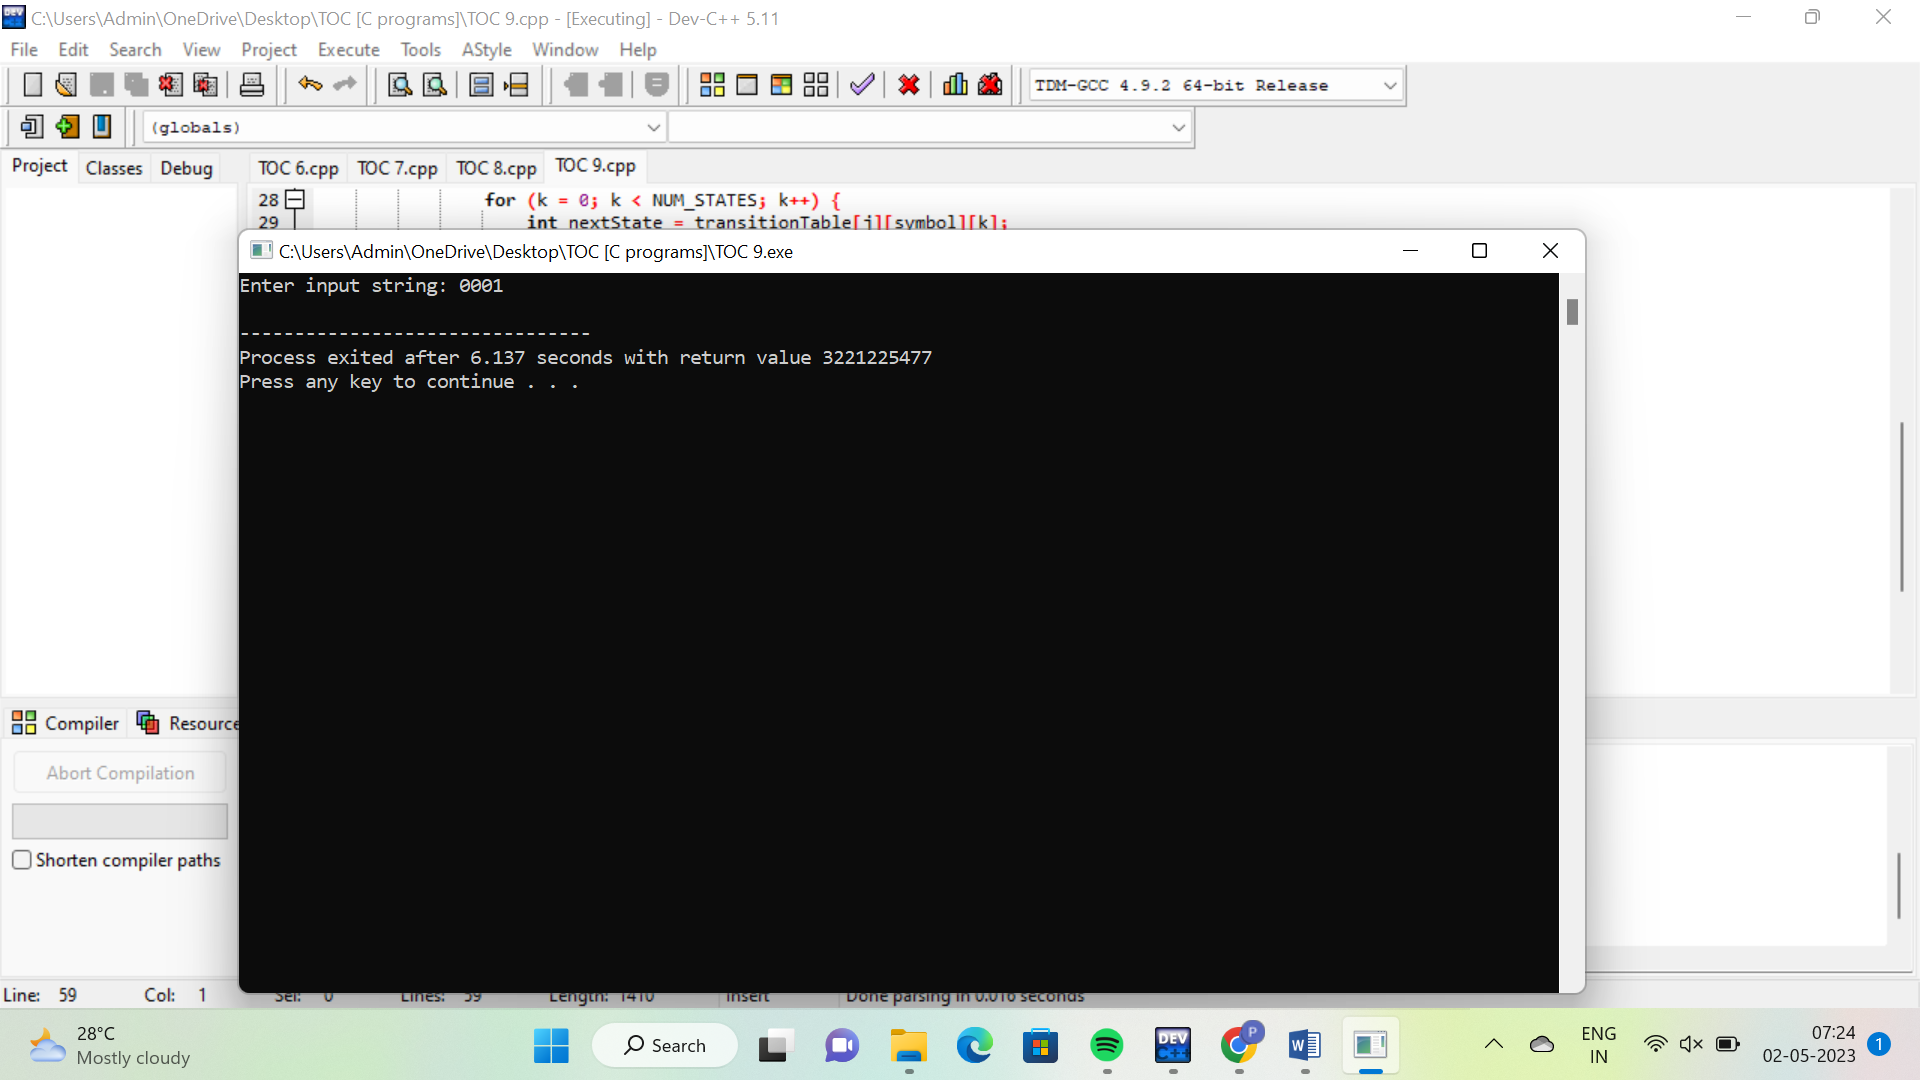 C:\Users\Admin\OneDrive\Desktop\TOC [C programs]\TOC 9.cpp - [Executing] - Dev-C++ 5.11
File Edit Search View Project Execute Tools AStyle Window Help
TDM-GCC 4.9.2 64-bit Release
(globals)
Project Classes Debug TOC 6.cpp TOC 7.cpp TOC 8.cpp TOC 9.cpp
28 for (k = 0; k < NUM_STATES; k++) {
29 int nextState = transitionTable[j][symbol][k];
C:\Users\Admin\OneDrive\Desktop\TOC [C programs]\TOC 9.exe
Enter input string: 0001
--------------------------------
Process exited after 6.137 seconds with return value 3221225477
Press any key to continue . . .
Compiler Resource
Abort Compilation
Shorten compiler paths
Line: 59 Col: 1 Sel: 0 Lines: 59 Length: 1410 Insert Done parsing in 0.016 seconds
28°C
Mostly cloudy
Search
DEV
C++
P
W
ENG
IN
07:24
02-05-2023
1